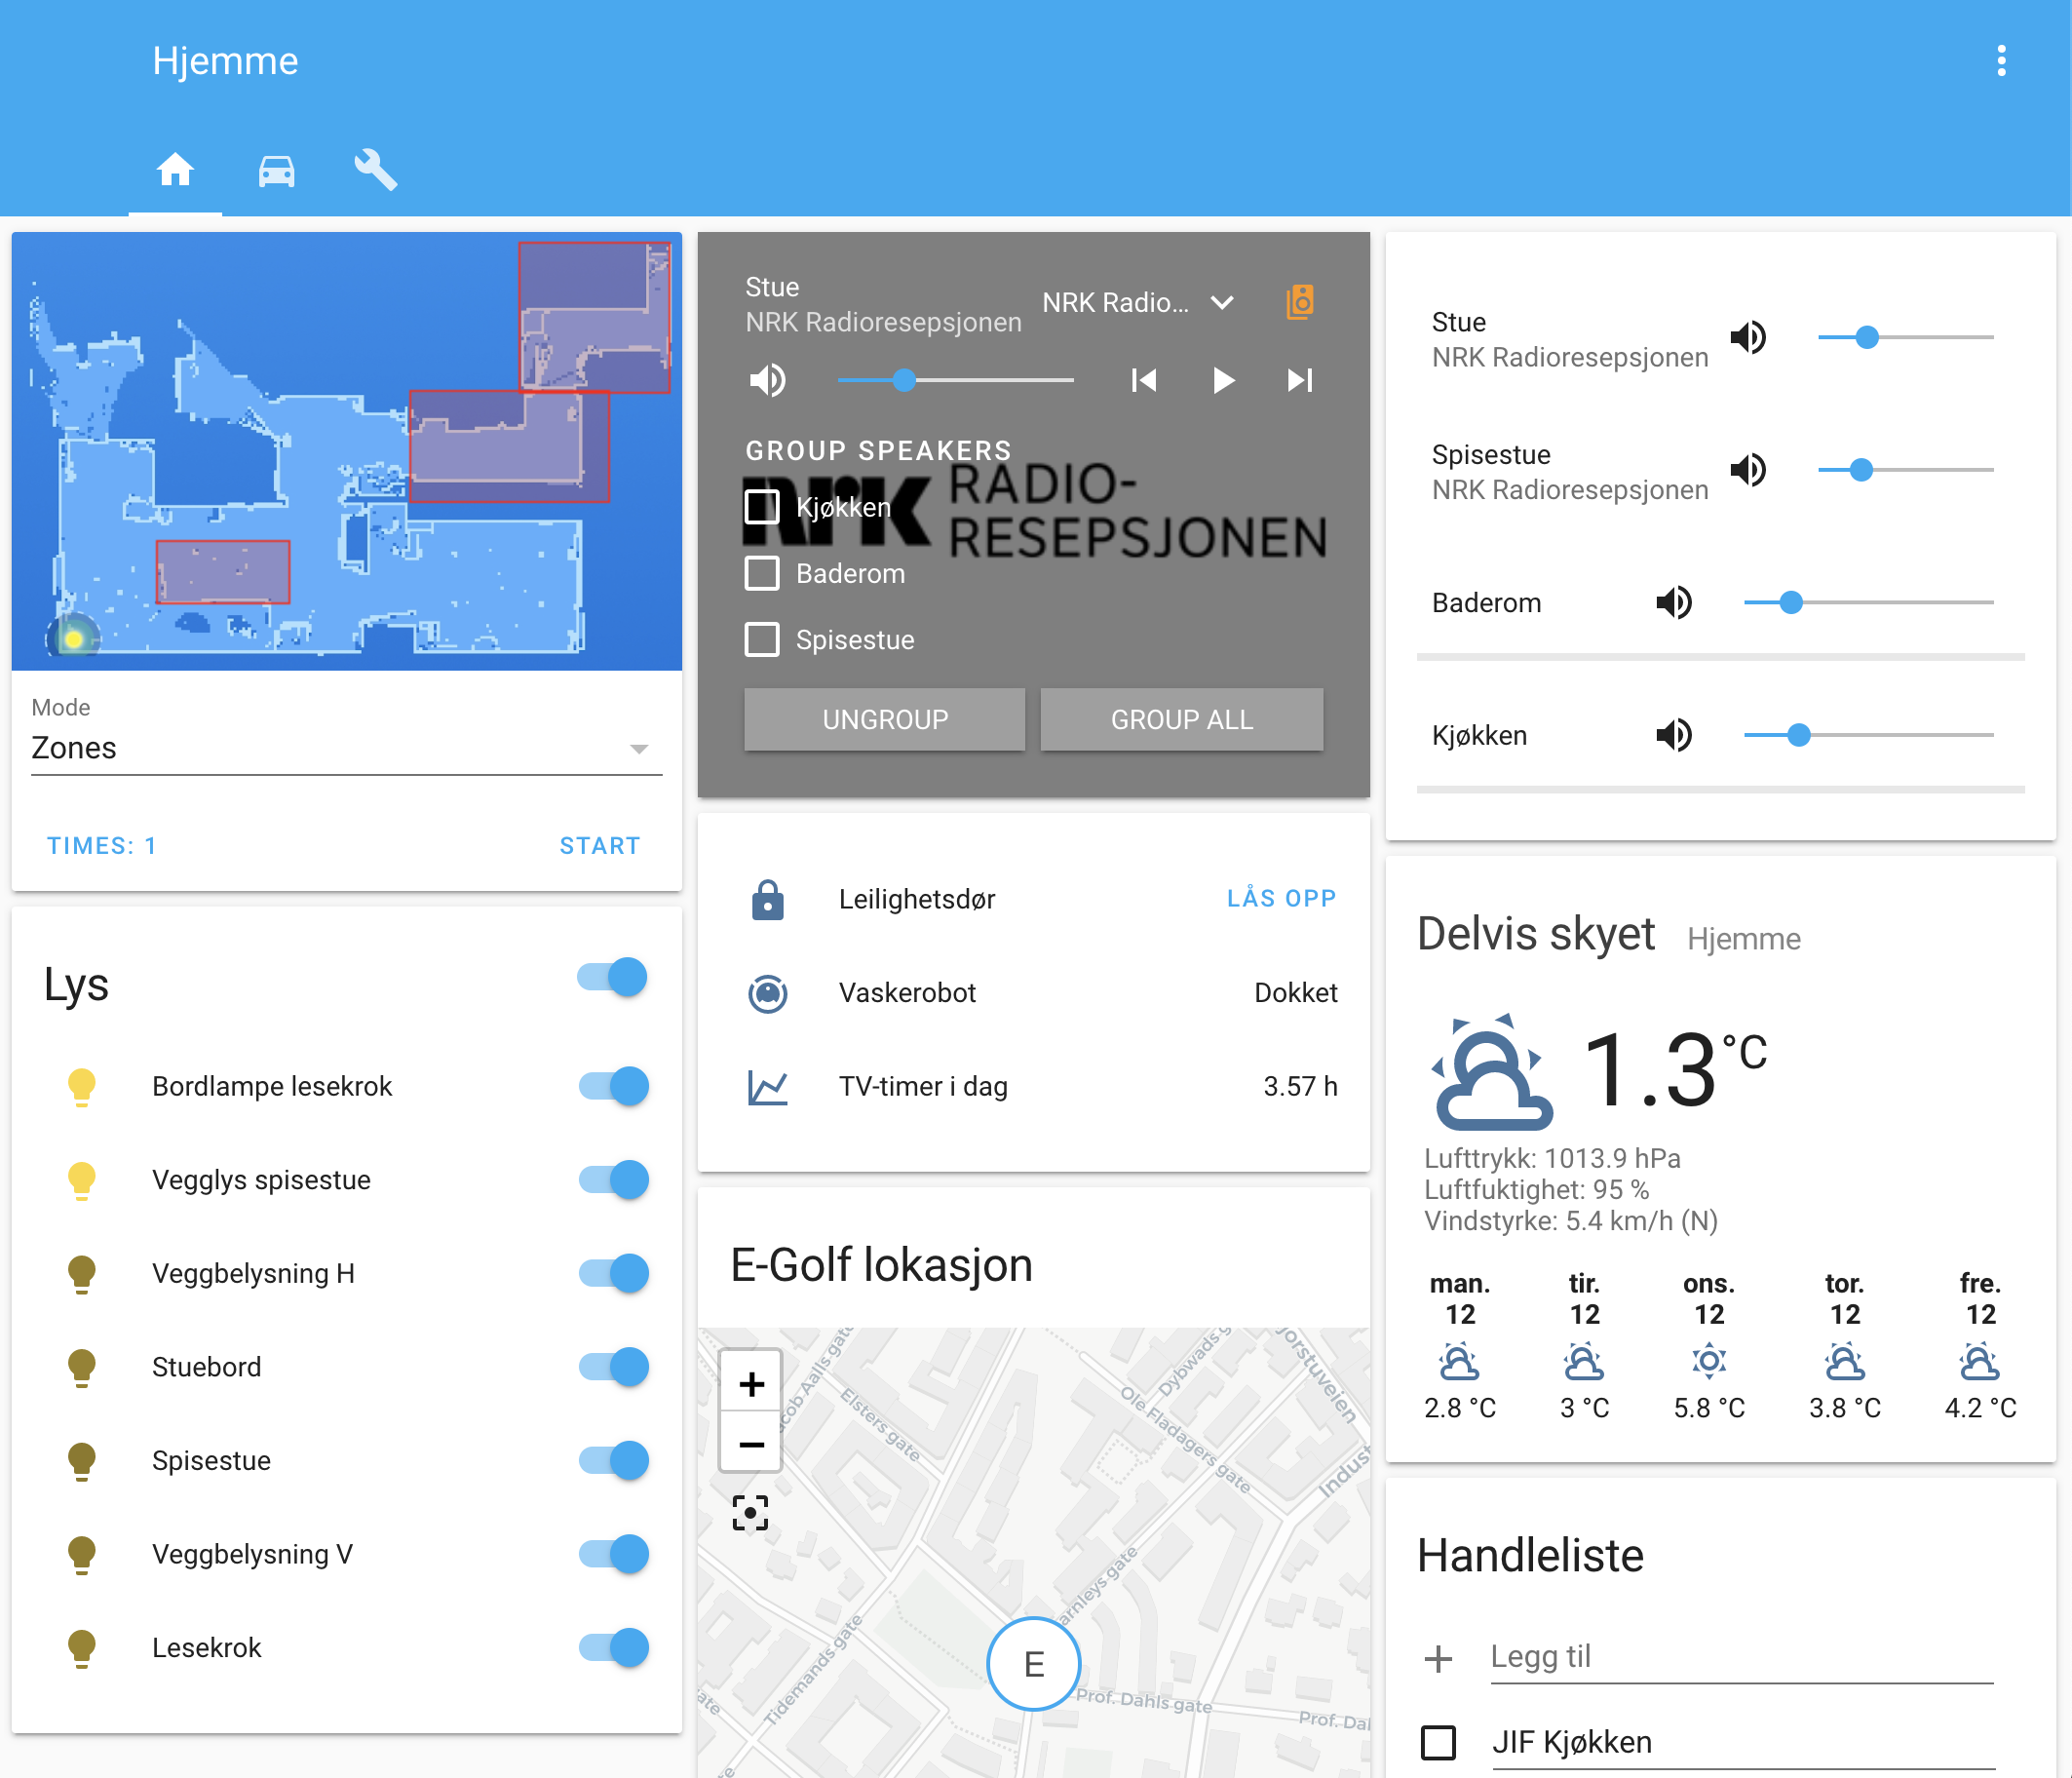 Hjemme
Mode
Zones
TIMES: 1
START
Lys
Bordlampe lesekrok
Vegglys spisestue
Veggbelysning H
Stuebord
Spisestue
Veggbelysning V
Lesekrok
Stue
NRK Radioresepsjonen
NRK Radio...
GROUP SPEAKERS
NRK RADIO-
RESEPSJONEN
Kjøkken
Baderom
Spisestue
UNGROUP
GROUP ALL
Leilighetsdør
LÅS OPP
Vaskerobot
Dokket
TV-timer i dag
3.57 h
E-Golf lokasjon
+
−
cob Aalls gate
Elsters gate
Dybwads g
Ole Fladagers gate
jorstuveien
Indust
arnleys gate
Tidemands gate
E
Prof. Dahls gate
Prof. Dal
ate
Stue
NRK Radioresepsjonen
Spisestue
NRK Radioresepsjonen
Baderom
Kjøkken
Delvis skyet Hjemme
1.3 °C
Lufttrykk: 1013.9 hPa
Luftfuktighet: 95 %
Vindstyrke: 5.4 km/h (N)
man. tir. ons. tor. fre.
12 12 12 12 12
2.8 °C 3 °C 5.8 °C 3.8 °C 4.2 °C
Handleliste
Legg til
JIF Kjøkken